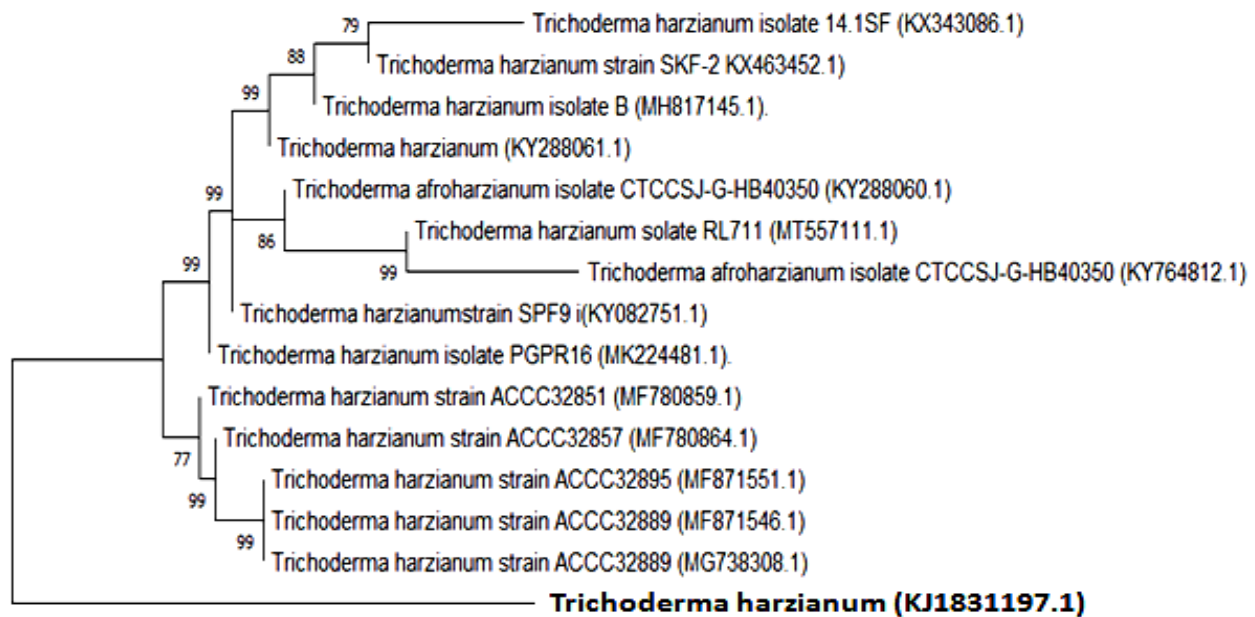 79
Trichoderma harzianum isolate 14.1SF (KX343086.1)
88
Trichoderma harzianum strain SKF-2 KX463452.1)
99
Trichoderma harzianum isolate B (MH817145.1).
Trichoderma harzianum (KY288061.1)
99
Trichoderma afroharzianum isolate CTCCSJ-G-HB40350 (KY288060.1)
86
Trichoderma harzianum solate RL711 (MT557111.1)
99
99
Trichoderma afroharzianum isolate CTCCSJ-G-HB40350 (KY764812.1)
Trichoderma harzianumstrain SPF9 i(KY082751.1)
Trichoderma harzianum isolate PGPR16 (MK224481.1).
Trichoderma harzianum strain ACCC32851 (MF780859.1)
Trichoderma harzianum strain ACCC32857 (MF780864.1)
77
Trichoderma harzianum strain ACCC32895 (MF871551.1)
99
Trichoderma harzianum strain ACCC32889 (MF871546.1)
99
Trichoderma harzianum strain ACCC32889 (MG738308.1)
Trichoderma harzianum (KJ1831197.1)